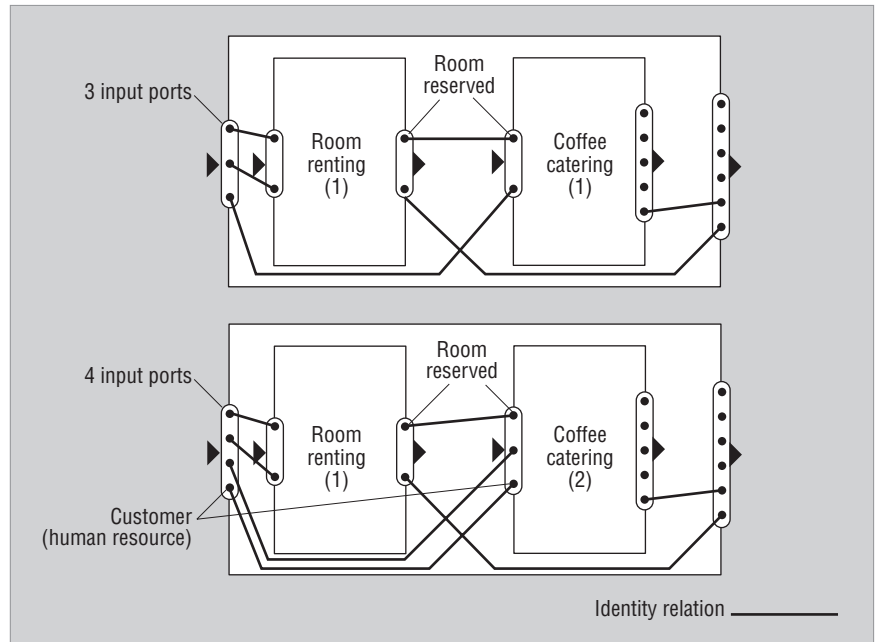 3 input ports
Room
reserved
Room
renting
(1)
Coffee
catering
(1)
4 input ports
Room
reserved
Room
renting
(1)
Coffee
catering
(2)
Customer
(human resource)
Identity relation